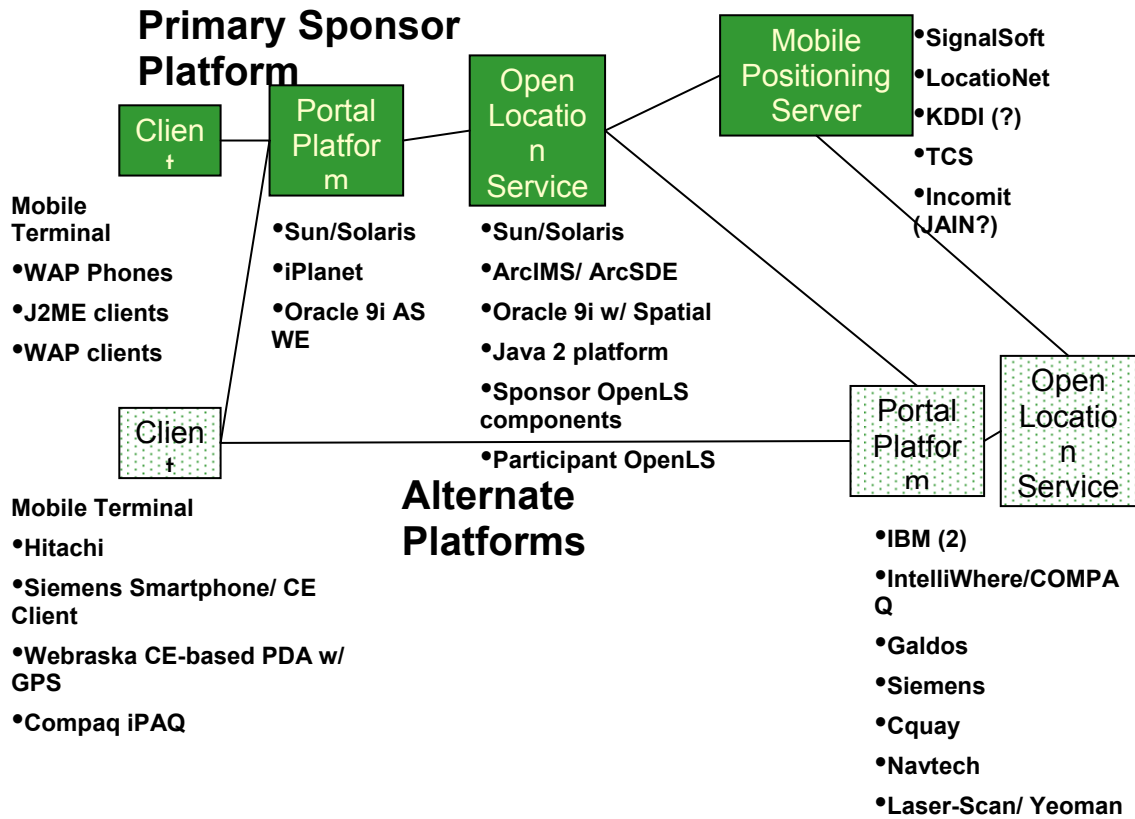 Primary Sponsor
Platform
Clien
t
Portal
Platfor
m
Open
Locatio
n
Service
Mobile
Positioning
Server
•SignalSoft
•LocatioNet
•KDDI (?)
•TCS
•Incomit
(JAIN?)
Mobile
Terminal
•WAP Phones
•J2ME clients
•WAP clients
•Sun/Solaris
•iPlanet
•Oracle 9i AS
WE
•Sun/Solaris
•ArcIMS/ ArcSDE
•Oracle 9i w/ Spatial
•Java 2 platform
•Sponsor OpenLS
components
•Participant OpenLS
Clien
t
Portal
Platfor
m
Open
Locatio
n
Service
Alternate
Platforms
Mobile Terminal
•Hitachi
•Siemens Smartphone/ CE
Client
•Webraska CE-based PDA w/
GPS
•Compaq iPAQ
•IBM (2)
•IntelliWhere/COMPA
Q
•Galdos
•Siemens
•Cquay
•Navtech
•Laser-Scan/ Yeoman